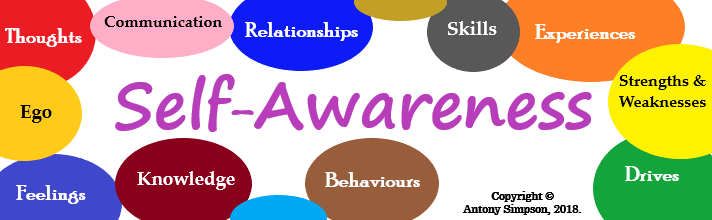 Thoughts
Communication
Relationships
Skills
Experiences
Ego
Self-Awareness
Strengths &
Weaknesses
Feelings
Knowledge
Behaviours
Drives
Copyright ©
Antony Simpson, 2018.